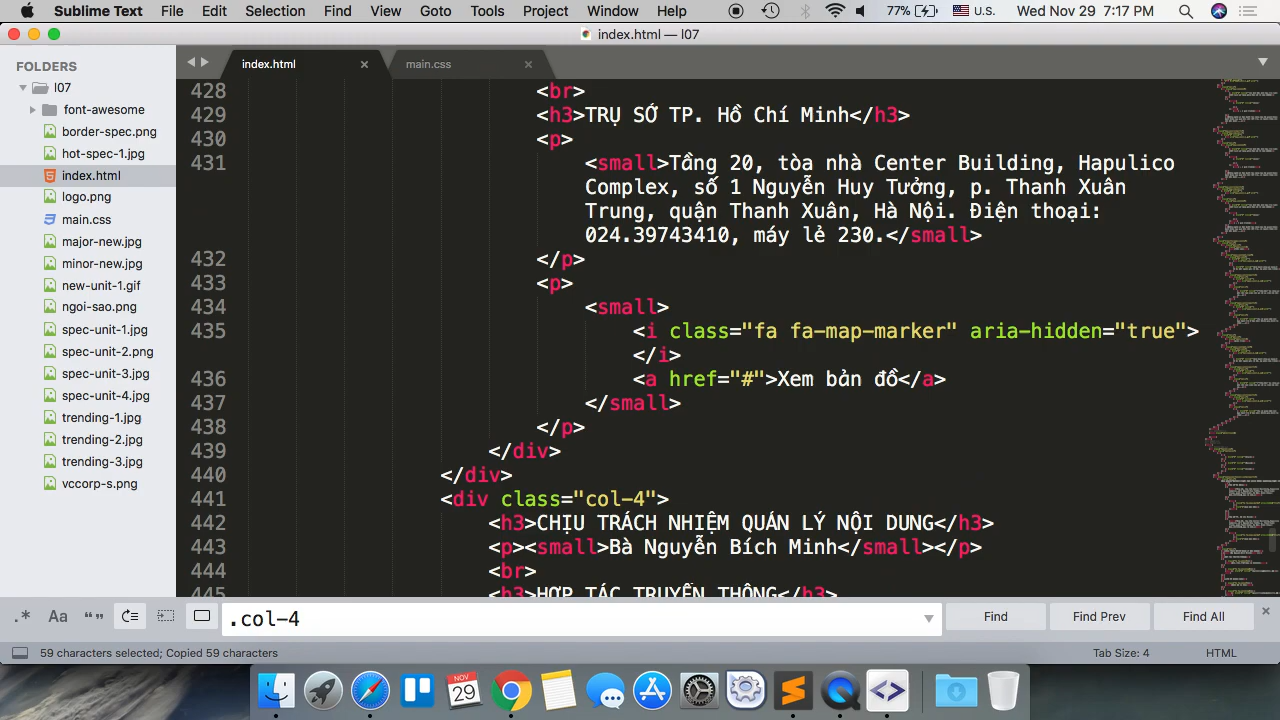 Sublime Text File Edit Selection Find View Goto Tools Project Window Help 77% U.S. Wed Nov 29 7:17 PM
index.html — l07
FOLDERS
l07
font-awesome
border-spec.png
hot-spec-1.jpg
index.html
logo.png
main.css
major-new.jpg
minor-new.jpg
new-unit-1.gif
ngoi-sao.png
spec-unit-1.jpg
spec-unit-2.png
spec-unit-3.jpg
spec-unit-4.jpg
trending-1.jpg
trending-2.jpg
trending-3.jpg
vccorp-s.png
index.html × main.css ×
428 <br>
429 <h3>TRỤ SỞ TP. Hồ Chí Minh</h3>
430 <p>
431 <small>Tầng 20, tòa nhà Center Building, Hapulico
Complex, số 1 Nguyễn Huy Tưởng, p. Thanh Xuân
Trung, quận Thanh Xuân, Hà Nội. Điện thoại:
024.39743410, máy lẻ 230.</small>
432 </p>
433 <p>
434 <small>
435 <i class="fa fa-map-marker" aria-hidden="true">
</i>
436 <a href="#">Xem bản đồ</a>
437 </small>
438 </p>
439 </div>
440 </div>
441 <div class="col-4">
442 <h3>CHỊU TRÁCH NHIỆM QUẢN LÝ NỘI DUNG</h3>
443 <p><small>Bà Nguyễn Bích Minh</small></p>
444 <br>
445 <h3>HỢP TÁC TRUYỀN THÔNG</h3>
.* Aa “” .col-4 Find Find Prev Find All ×
59 characters selected; Copied 59 characters Tab Size: 4 HTML
NOV
29